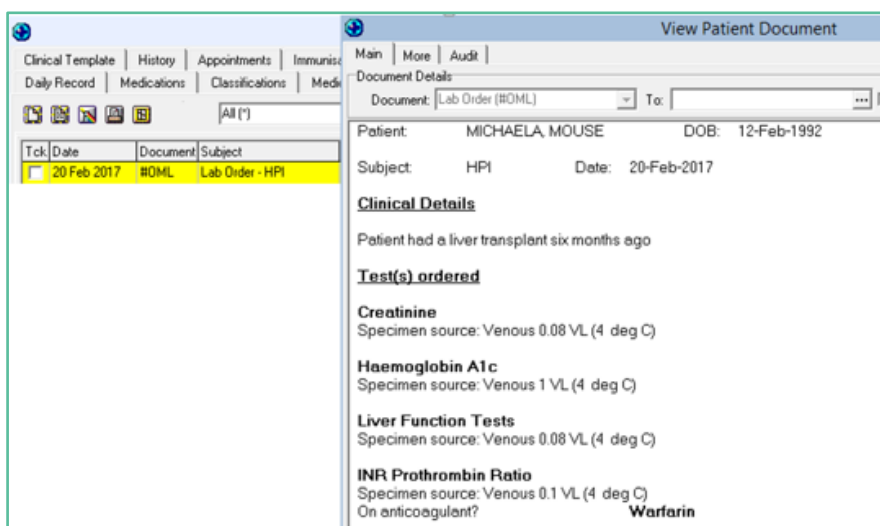 Clinical Template History Appointments Immunisa
Daily Record Medications Classifications Medi
All (*)
Tck Date Document Subject
20 Feb 2017 #OML Lab Order - HPI
View Patient Document
Main More Audit
Document Details
Document: Lab Order (#OML) To: ...
Patient: MICHAELA, MOUSE DOB: 12-Feb-1992
Subject: HPI Date: 20-Feb-2017
Clinical Details
Patient had a liver transplant six months ago
Test(s) ordered
Creatinine
Specimen source: Venous 0.08 VL (4 deg C)
Haemoglobin A1c
Specimen source: Venous 1 VL (4 deg C)
Liver Function Tests
Specimen source: Venous 0.08 VL (4 deg C)
INR Prothrombin Ratio
Specimen source: Venous 0.1 VL (4 deg C)
On anticoagulant? Warfarin